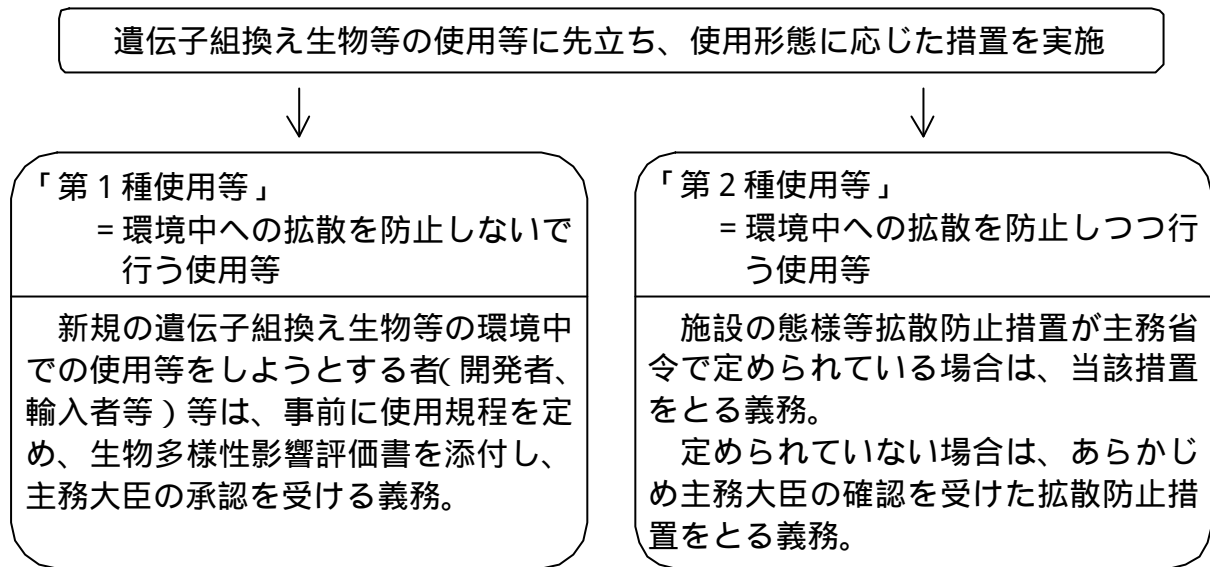 遺伝子組換え生物等の使用等に先立ち、使用形態に応じた措置を実施
「第1種使用等」
=環境中への拡散を防止しないで
行う使用等
新規の遺伝子組換え生物等の環境中
での使用等をしようとする者(開発者、
輸入者等)等は、事前に使用規程を定
め、生物多様性影響評価書を添付し、
主務大臣の承認を受ける義務。
「第2種使用等」
=環境中への拡散を防止しつつ行
う使用等
施設の態様等拡散防止措置が主務省
令で定められている場合は、当該措置
をとる義務。
定められていない場合は、あらかじ
め主務大臣の確認を受けた拡散防止措
置をとる義務。